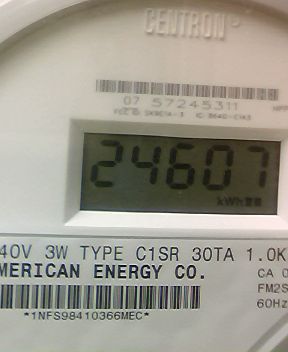 CENTRON®
07 57245311
24607
kWh
40V 3W TYPE C1SR 30TA 1.0K
MERICAN ENERGY CO.
CA 0
FM2S
60Hz
*1NFS98410366MEC*